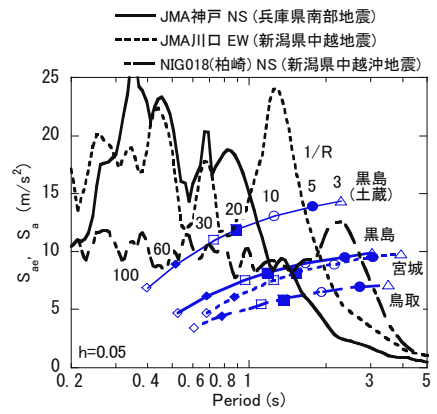 JMA神戸 NS (兵庫県南部地震)
JMA川口 EW (新潟県中越地震)
NIG018(柏崎) NS (新潟県中越沖地震)
25
20
15
10
5
0
S_ae, S_a (m/s²)
1/R
黒島
(土蔵)
3
5
10
20
30
60
100
黒島
宮城
鳥取
h=0.05
0.2 0.4 0.6 0.8 1 3 5
Period (s)